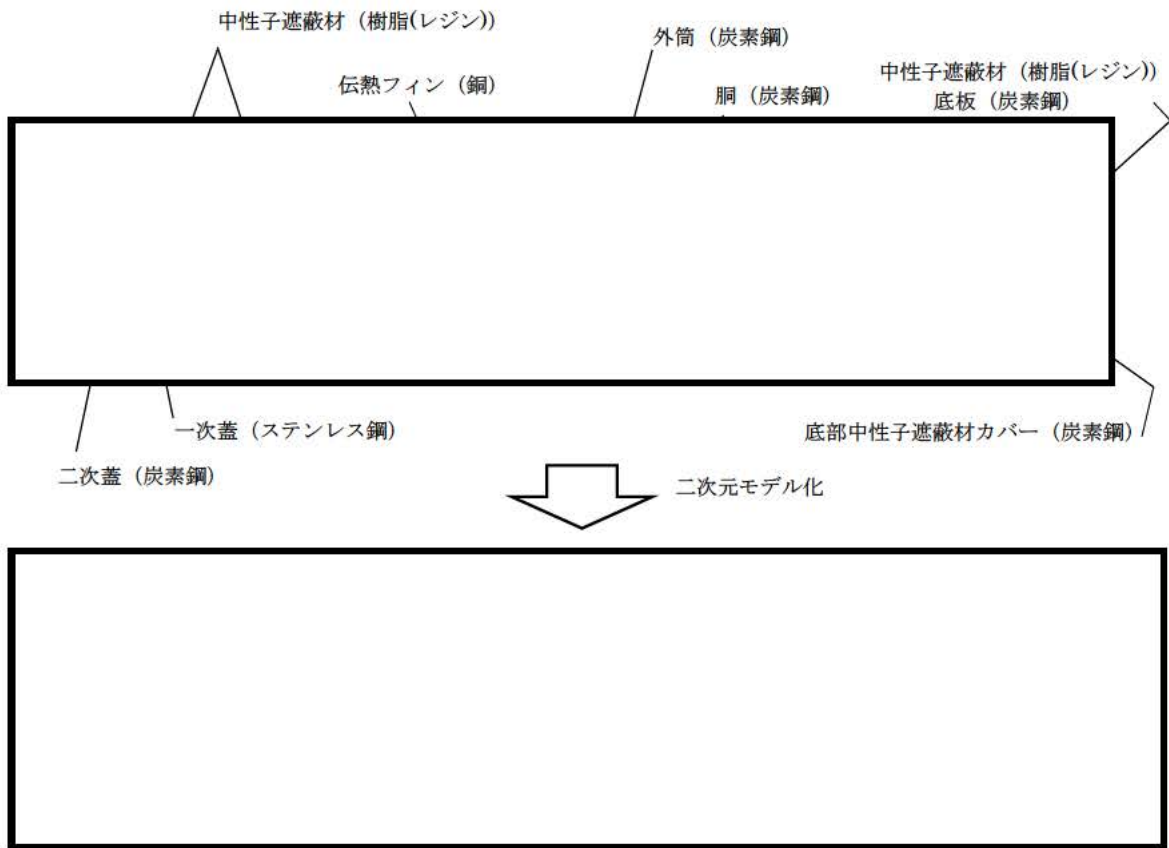 中性子遮蔽材（樹脂(レジン)）
外筒（炭素鋼）
伝熱フィン（銅）
胴（炭素鋼）
中性子遮蔽材（樹脂(レジン)）
底板（炭素鋼）
一次蓋（ステンレス鋼）
二次蓋（炭素鋼）
底部中性子遮蔽材カバー（炭素鋼）
二次元モデル化